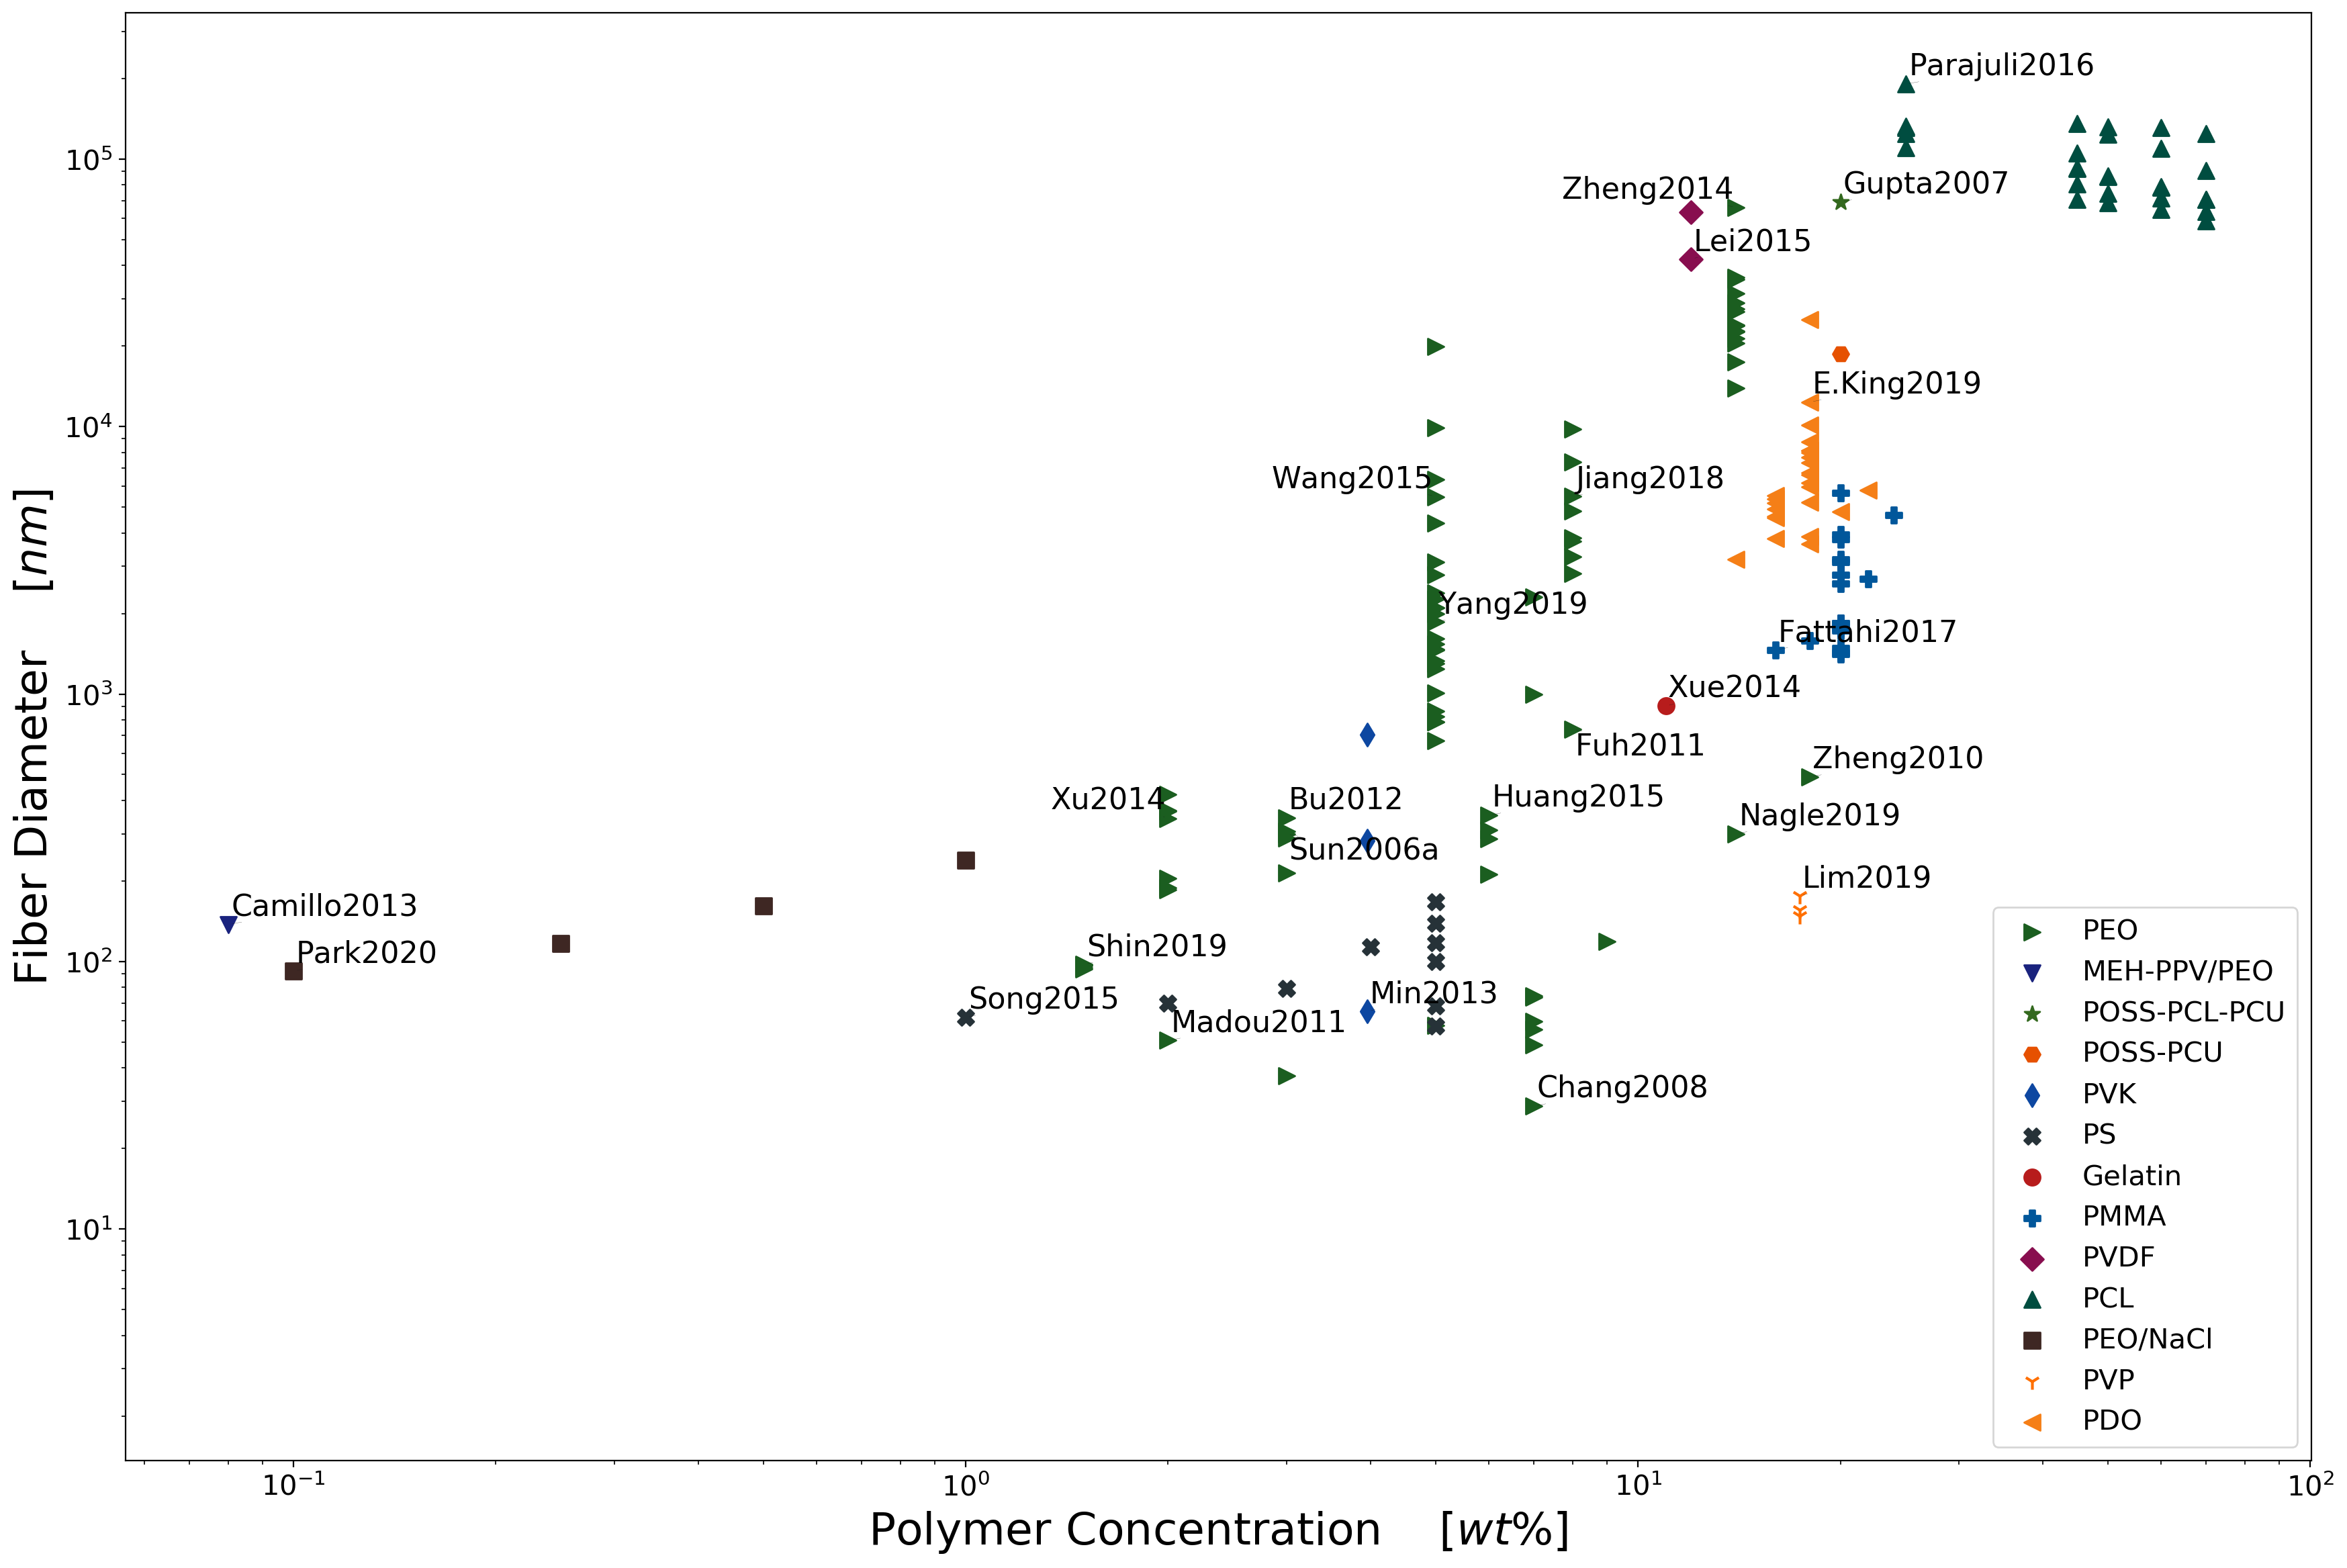 Parajuli2016
10^5
Zheng2014
Gupta2007
Lei2015
E.King2019
10^4
Wang2015
Jiang2018
Yang2019
Fattahi2017
10^3
Xue2014
Fuh2011
Zheng2010
Xu2014
Bu2012
Huang2015
Nagle2019
Sun2006a
Lim2019
Camillo2013
Park2020
Shin2019
10^2
Song2015
Min2013
Madou2011
Chang2008
10^1
Fiber Diameter [nm]
PEO
MEH-PPV/PEO
POSS-PCL-PCU
POSS-PCU
PVK
PS
Gelatin
PMMA
PVDF
PCL
PEO/NaCl
PVP
PDO
10^−1
10^0
10^1
10^2
Polymer Concentration [wt%]